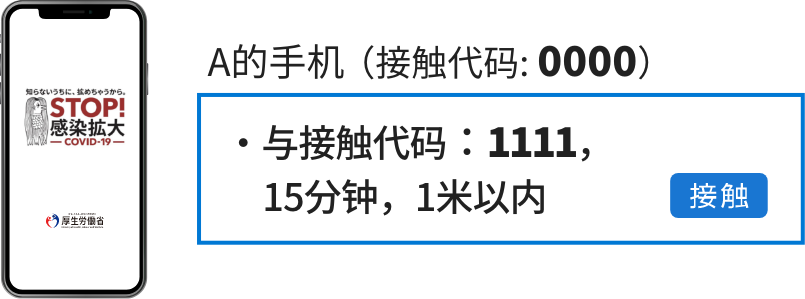 知らないうちに、拡めちゃうから。
STOP!
感染拡大
COVID-19
厚生労働省
A的手机（接触代码: 0000）
・与接触代码：1111，
15分钟，1米以内
接触